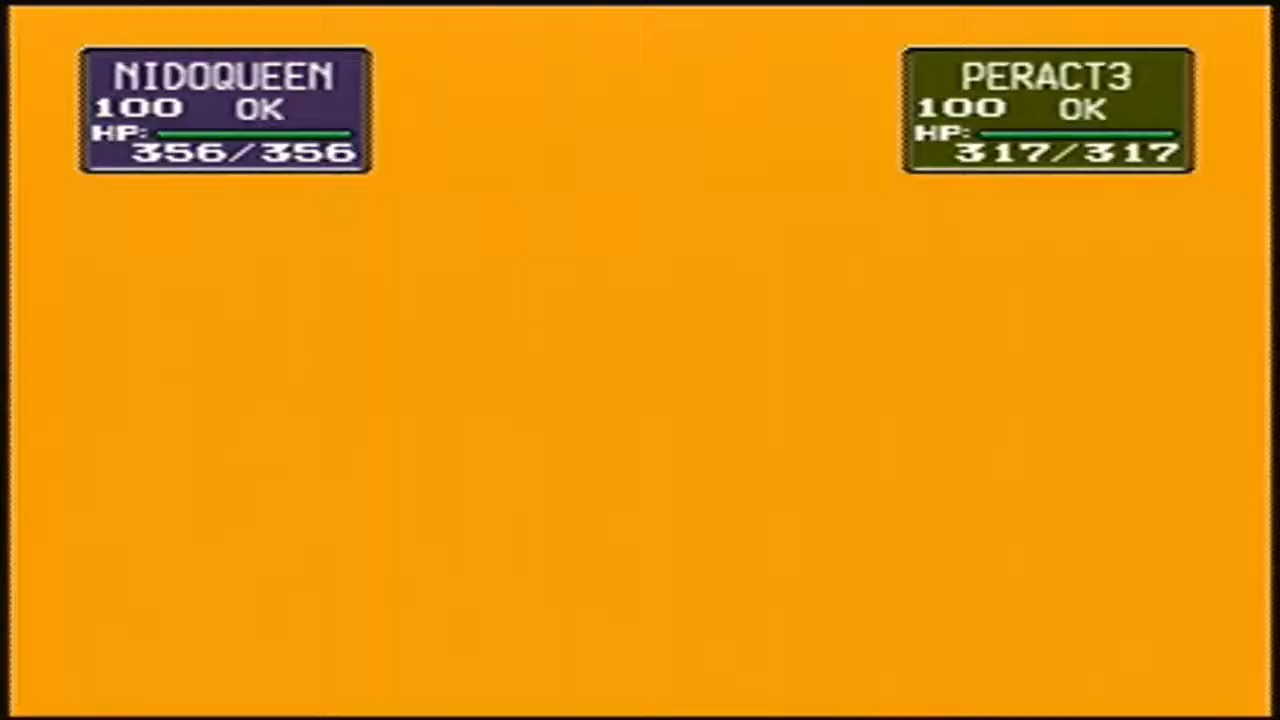 NIDOQUEEN
100 OK
HP:
356/356
PERACT3
100 OK
HP:
317/317